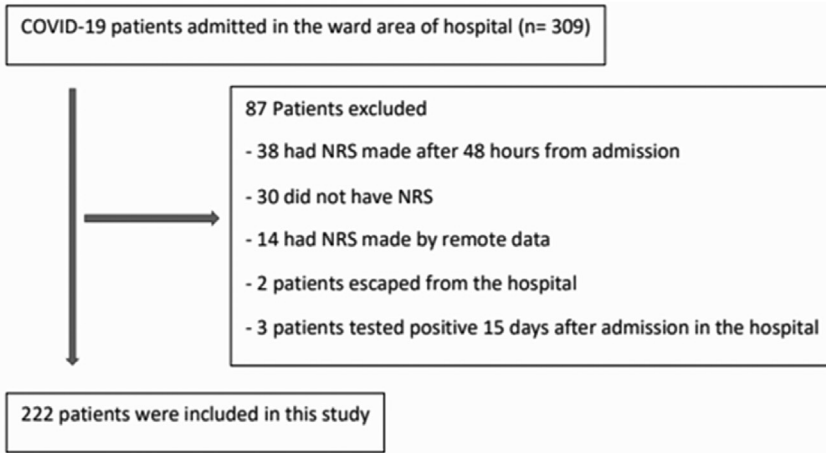 COVID-19 patients admitted in the ward area of hospital (n= 309)
87 Patients excluded
- 38 had NRS made after 48 hours from admission
- 30 did not have NRS
- 14 had NRS made by remote data
- 2 patients escaped from the hospital
- 3 patients tested positive 15 days after admission in the hospital
222 patients were included in this study